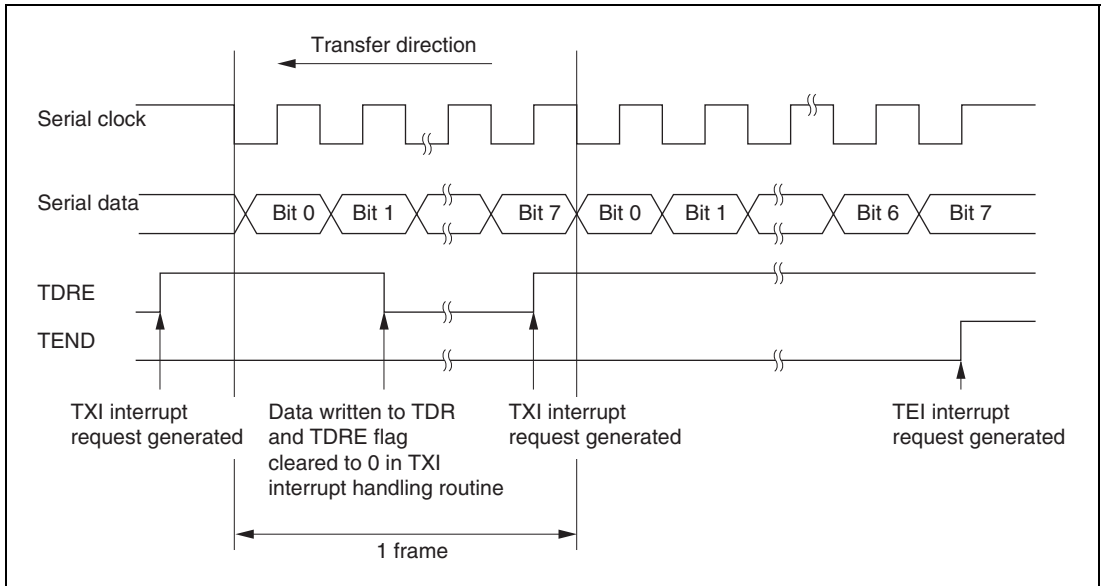 Transfer direction
Serial clock
Serial data
Bit 0
Bit 1
Bit 7
Bit 0
Bit 1
Bit 6
Bit 7
TDRE
TEND
TXI interrupt
request generated
Data written to TDR
and TDRE flag
cleared to 0 in TXI
interrupt handling routine
TXI interrupt
request generated
TEI interrupt
request generated
1 frame